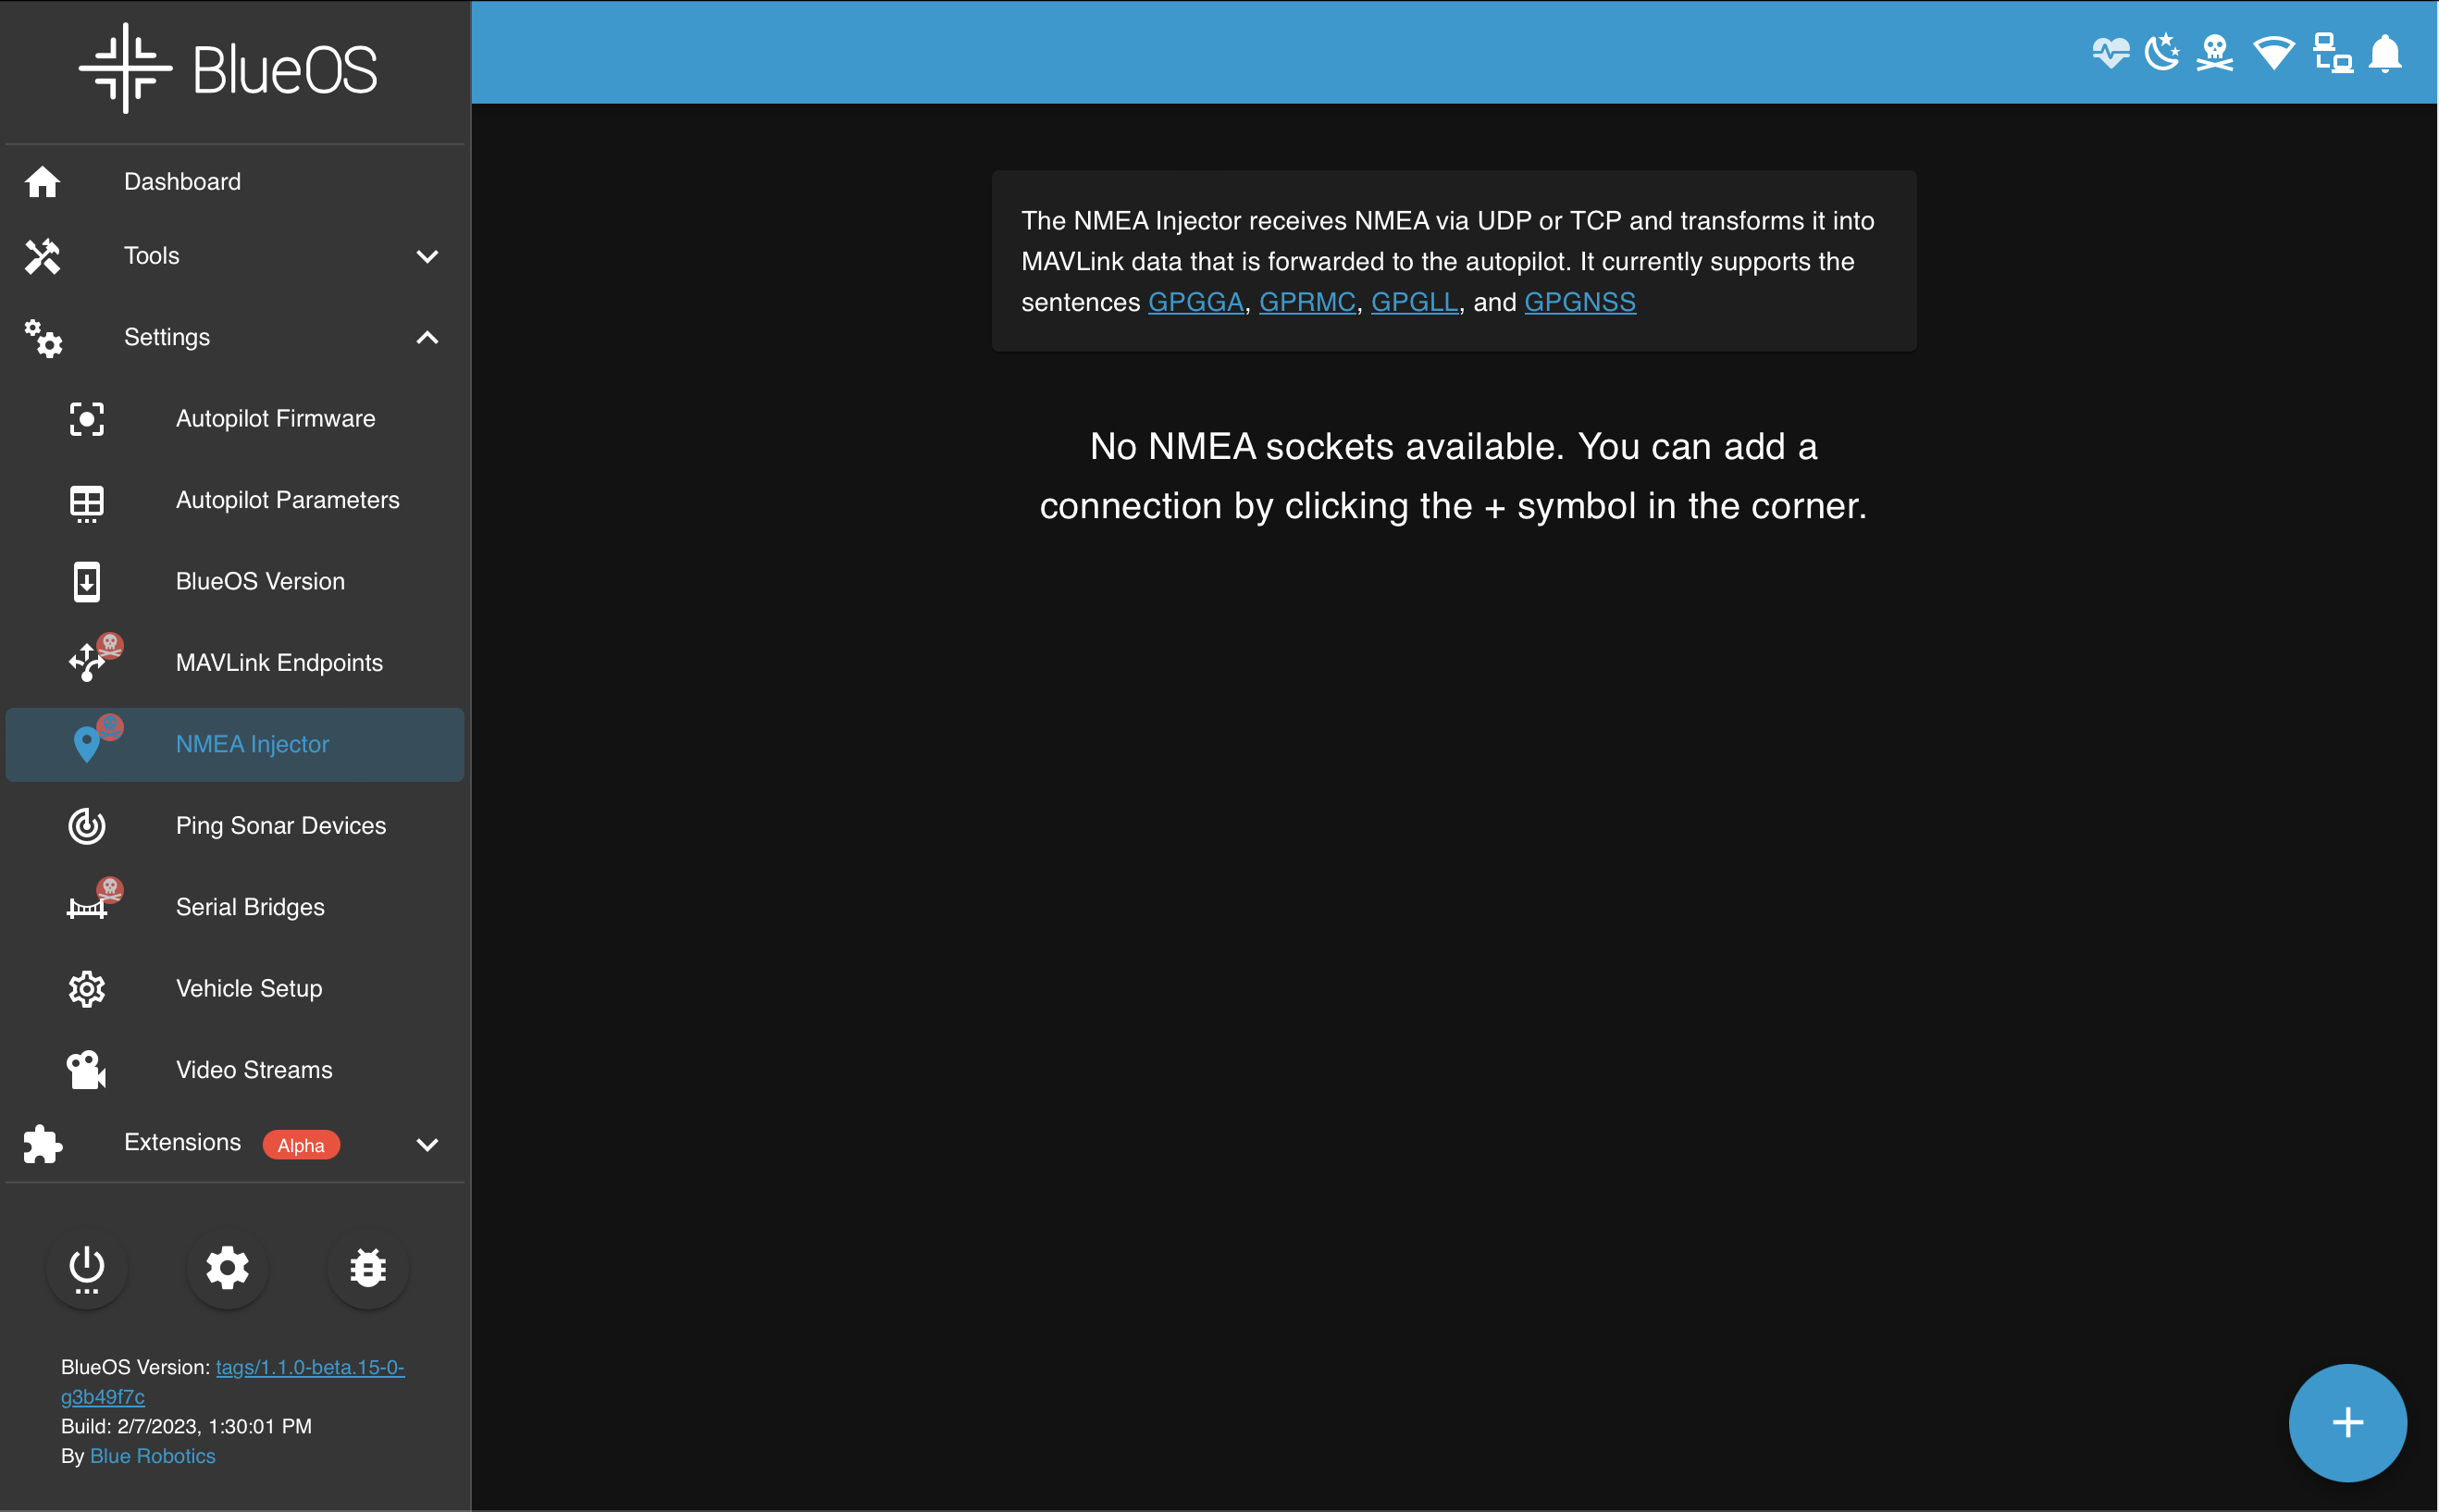 BlueOS
Dashboard
Tools
Settings
Autopilot Firmware
Autopilot Parameters
BlueOS Version
MAVLink Endpoints
NMEA Injector
Ping Sonar Devices
Serial Bridges
Vehicle Setup
Video Streams
Extensions Alpha
BlueOS Version: tags/1.1.0-beta.15-0-
g3b49f7c
Build: 2/7/2023, 1:30:01 PM
By Blue Robotics
The NMEA Injector receives NMEA via UDP or TCP and transforms it into
MAVLink data that is forwarded to the autopilot. It currently supports the
sentences GPGGA, GPRMC, GPGLL, and GPGNSS
No NMEA sockets available. You can add a
connection by clicking the + symbol in the corner.